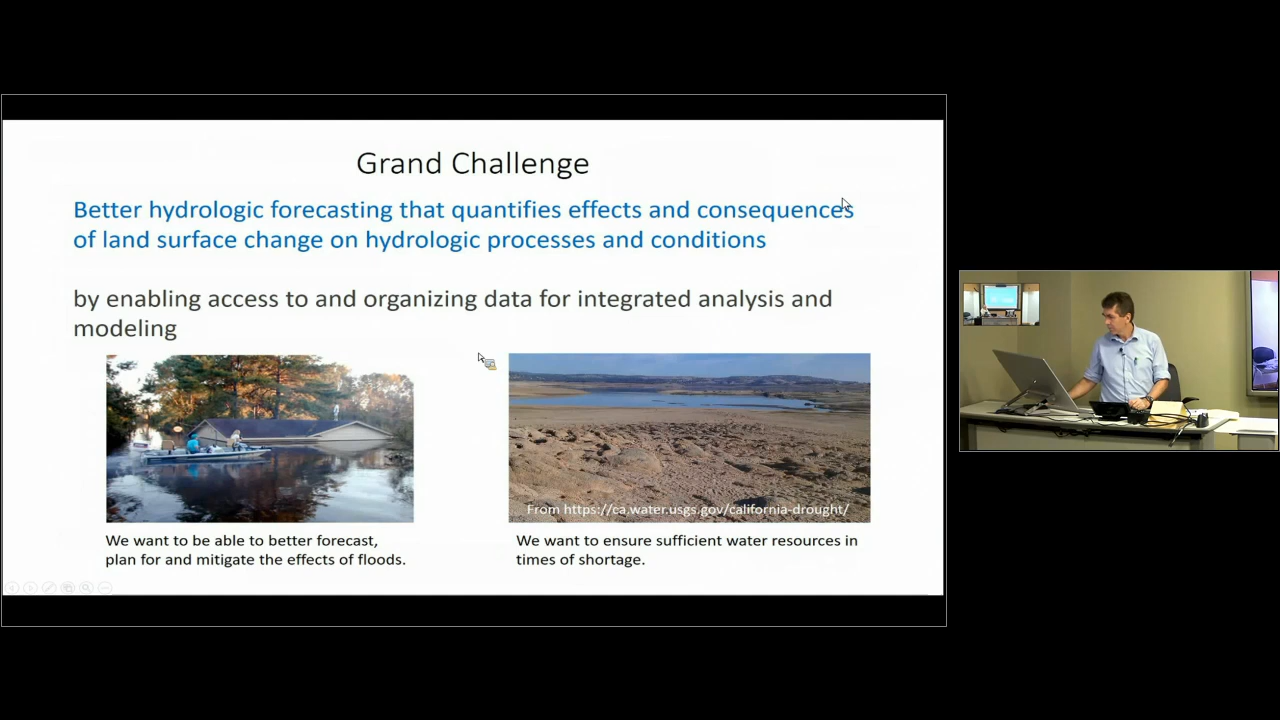 Grand Challenge
Better hydrologic forecasting that quantifies effects and consequences
of land surface change on hydrologic processes and conditions
by enabling access to and organizing data for integrated analysis and
modeling
From https://ca.water.usgs.gov/california-drought/
We want to be able to better forecast,
plan for and mitigate the effects of floods.
We want to ensure sufficient water resources in
times of shortage.